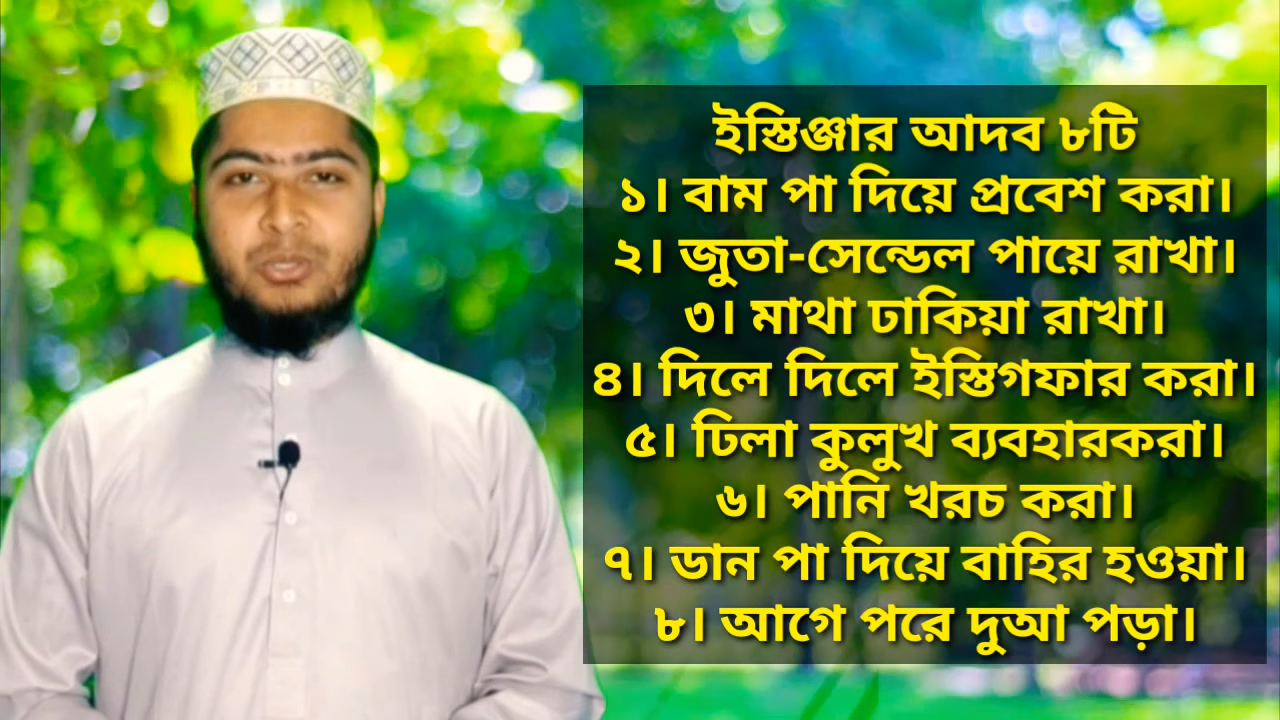 ইস্তিঞ্জার আদব ৮টি
১। বাম পা দিয়ে প্রবেশ করা।
২। জুতা-সেন্ডেল পায়ে রাখা।
৩। মাথা ঢাকিয়া রাখা।
৪। দিলে দিলে ইস্তিগফার করা।
৫। ঢিলা কুলুখ ব্যবহারকরা।
৬। পানি খরচ করা।
৭। ডান পা দিয়ে বাহির হওয়া।
৮। আগে পরে দুআ পড়া।